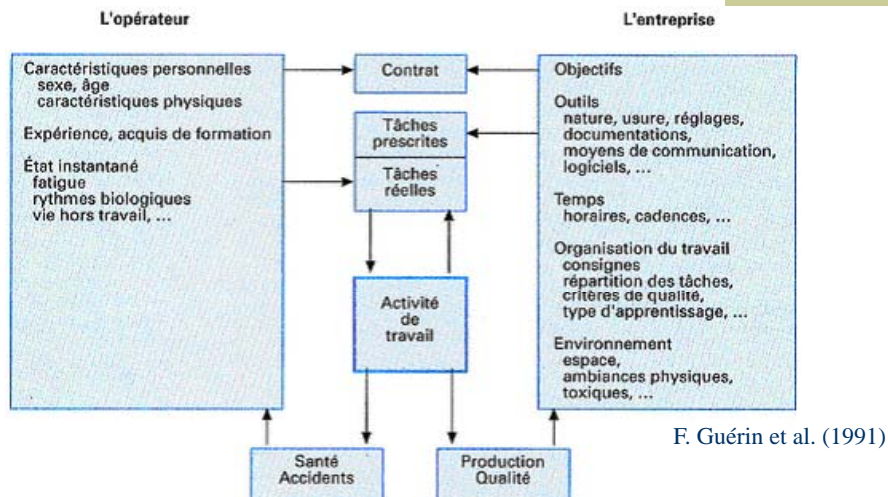 L'opérateur
Caractéristiques personnelles
sexe, âge
caractéristiques physiques
Expérience, acquis de formation
État instantané
fatigue
rythmes biologiques
vie hors travail, ...
Contrat
Tâches
prescrites
Tâches
réelles
Activité
de
travail
Santé
Accidents
Production
Qualité
L'entreprise
Objectifs
Outils
nature, usure, réglages,
documentations,
moyens de communication,
logiciels, ...
Temps
horaires, cadences, ...
Organisation du travail
consignes
répartition des tâches,
critères de qualité,
type d'apprentissage, ...
Environnement
espace,
ambiances physiques,
toxiques, ...
F. Guérin et al. (1991)